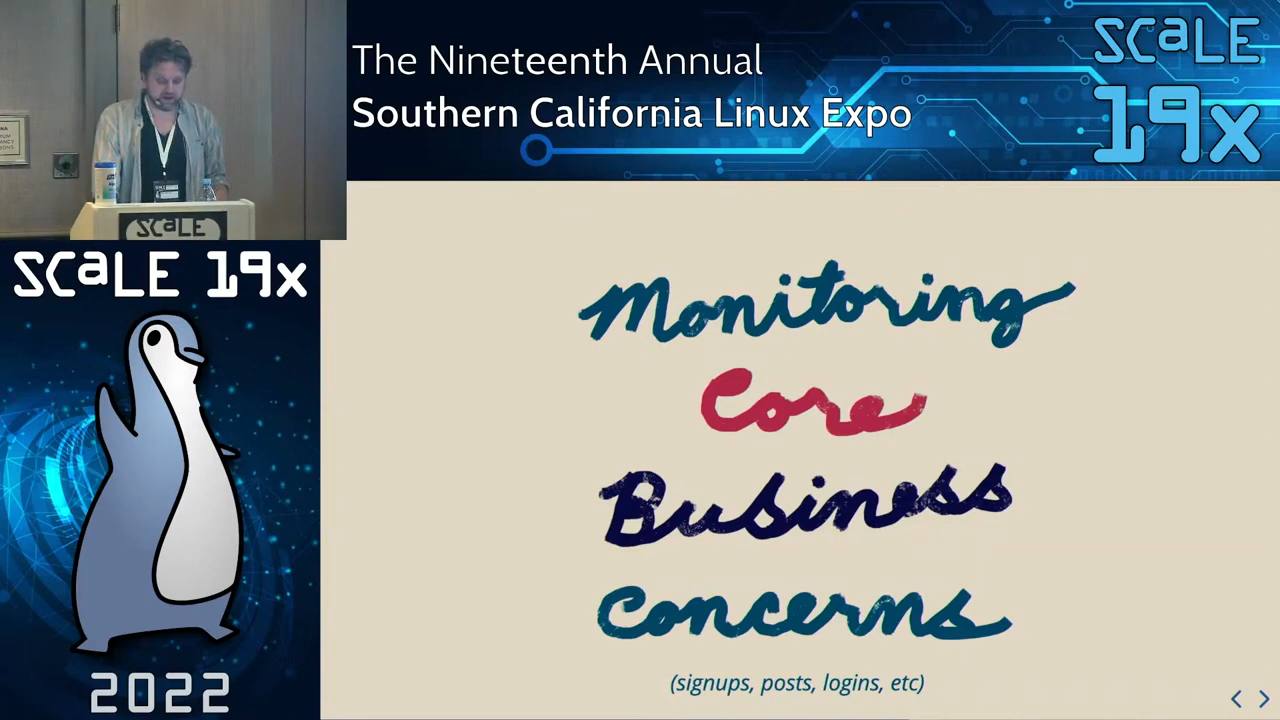 The Nineteenth Annual
Southern California Linux Expo
SCaLE
19x
SCALE
SCaLE 19x
Monitoring
Core
Business
Concerns
(signups, posts, logins, etc)
2022